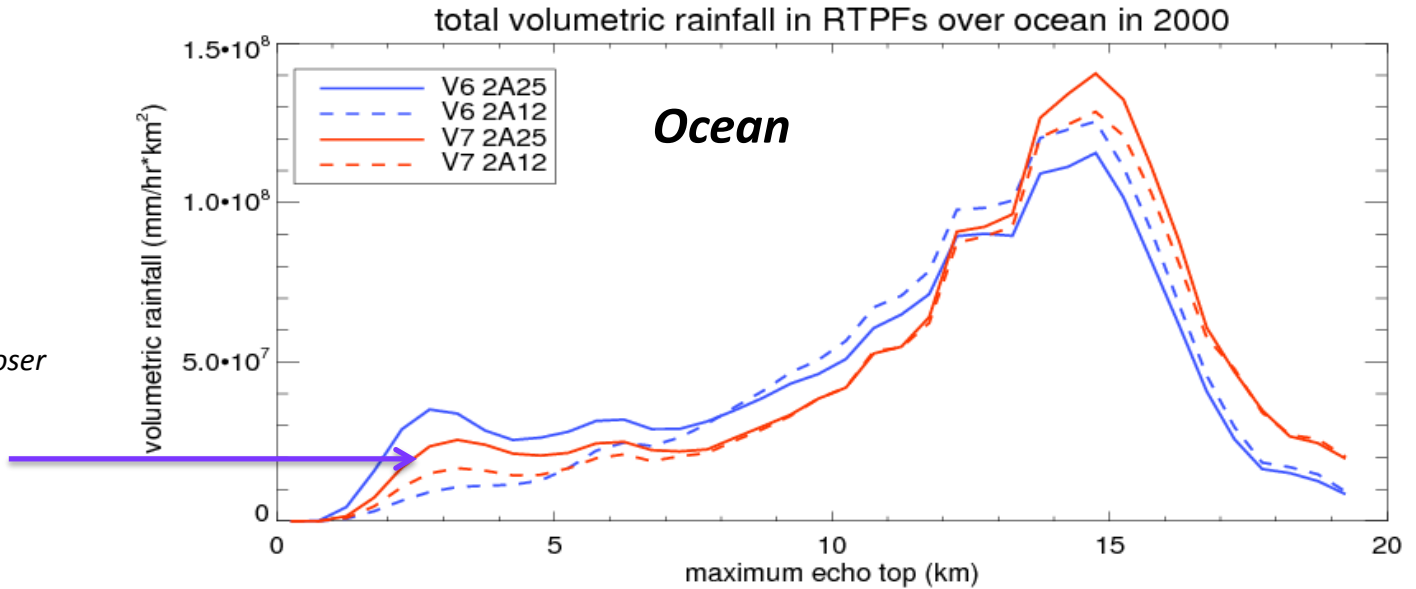 total volumetric rainfall in RTPFs over ocean in 2000
1.5•10⁸
V6 2A25
V6 2A12
V7 2A25
V7 2A12
Ocean
volumetric rainfall (mm/hr*km²)
1.0•10⁸
oser
5.0•10⁷
0
0 5 10 15 20
maximum echo top (km)